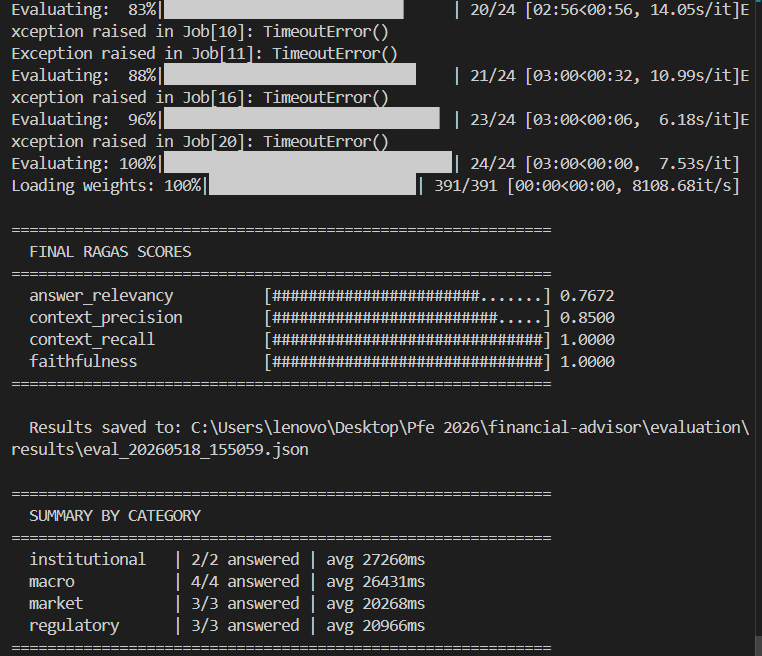 Evaluating:  83%|          | 20/24 [02:56<00:56, 14.05s/it]E
xception raised in Job[10]: TimeoutError()
Exception raised in Job[11]: TimeoutError()
Evaluating:  88%|          | 21/24 [03:00<00:32, 10.99s/it]E
xception raised in Job[16]: TimeoutError()
Evaluating:  96%|          | 23/24 [03:00<00:06,  6.18s/it]E
xception raised in Job[20]: TimeoutError()
Evaluating: 100%|          | 24/24 [03:00<00:00,  7.53s/it]
Loading weights: 100%|          | 391/391 [00:00<00:00, 8108.68it/s]
============================================================
  FINAL RAGAS SCORES
============================================================
  answer_relevancy          [#######################.......] 0.7672
  context_precision         [#########################.....] 0.8500
  context_recall            [##############################] 1.0000
  faithfulness              [##############################] 1.0000
============================================================
  Results saved to: C:\Users\lenovo\Desktop\Pfe 2026\financial-advisor\evaluation\
results\eval_20260518_155059.json
============================================================
  SUMMARY BY CATEGORY
============================================================
  institutional   | 2/2 answered | avg 27260ms
  macro           | 4/4 answered | avg 26431ms
  market          | 3/3 answered | avg 20268ms
  regulatory      | 3/3 answered | avg 20966ms
============================================================